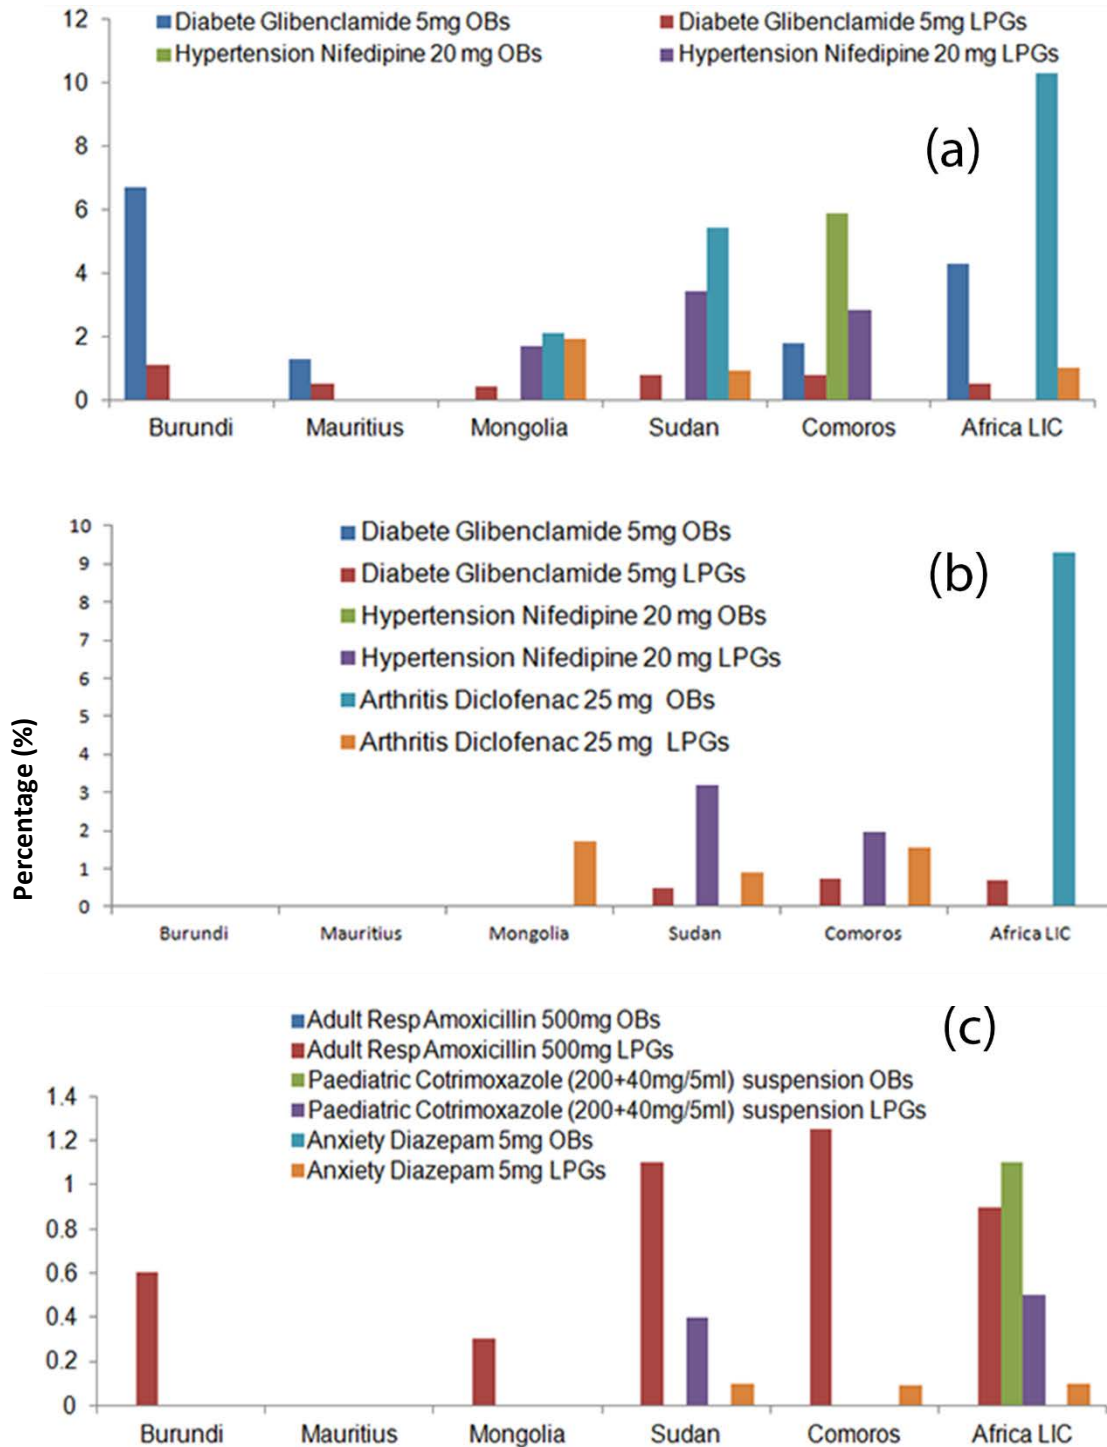 12
Diabete Glibenclamide 5mg OBs
Diabete Glibenclamide 5mg LPGs
Hypertension Nifedipine 20 mg OBs
Hypertension Nifedipine 20 mg LPGs
10
(a)
8
6
4
2
0
Burundi Mauritius Mongolia Sudan Comoros Africa LIC
Percentage (%)
10
Diabete Glibenclamide 5mg OBs
(b)
9
Diabete Glibenclamide 5mg LPGs
8
Hypertension Nifedipine 20 mg OBs
7
Hypertension Nifedipine 20 mg LPGs
6
Arthritis Diclofenac 25 mg OBs
5
Arthritis Diclofenac 25 mg LPGs
4
3
2
1
0
Burundi Mauritius Mongolia Sudan Comoros Africa LIC
Adult Resp Amoxicillin 500mg OBs
(c)
Adult Resp Amoxicillin 500mg LPGs
Paediatric Cotrimoxazole (200+40mg/5ml) suspension OBs
Paediatric Cotrimoxazole (200+40mg/5ml) suspension LPGs
Anxiety Diazepam 5mg OBs
Anxiety Diazepam 5mg LPGs
1.4
1.2
1
0.8
0.6
0.4
0.2
0
Burundi Mauritius Mongolia Sudan Comoros Africa LIC